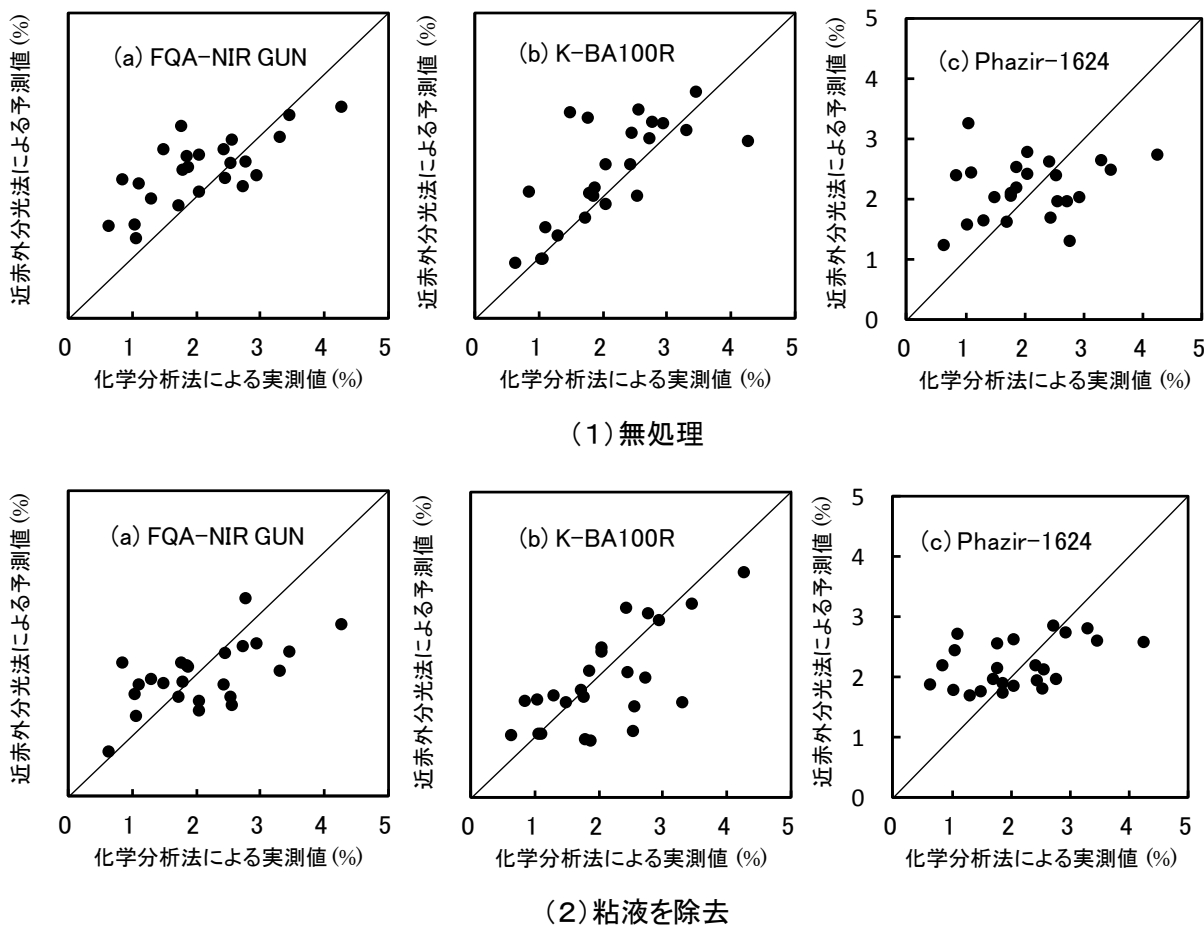 近赤外分光法による予測値 (%)
(a) FQA-NIR GUN
0 1 2 3 4 5
化学分析法による実測値 (%)
近赤外分光法による予測値 (%)
(b) K-BA100R
0 1 2 3 4 5
化学分析法による実測値 (%)
近赤外分光法による予測値 (%)
5
4
3
2
1
0
(c) Phazir-1624
0 1 2 3 4 5
化学分析法による実測値 (%)
(1)無処理
近赤外分光法による予測値 (%)
(a) FQA-NIR GUN
0 1 2 3 4 5
化学分析法による実測値 (%)
近赤外分光法による予測値 (%)
(b) K-BA100R
0 1 2 3 4 5
化学分析法による実測値 (%)
近赤外分光法による予測値 (%)
5
4
3
2
1
0
(c) Phazir-1624
0 1 2 3 4 5
化学分析法による実測値 (%)
(2)粘液を除去